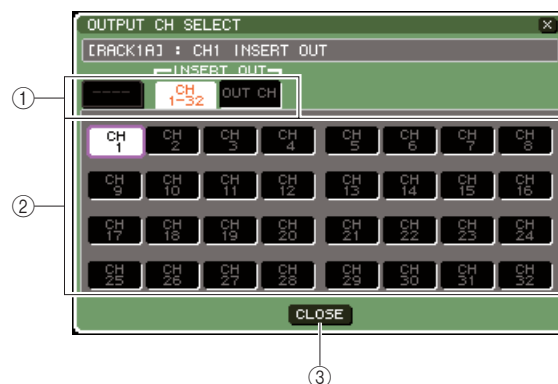 OUTPUT CH SELECT ×
[RACK1A] : CH1 INSERT OUT
INSERT OUT
① ---- CH 1-32 OUT CH
② CH 1 CH 2 CH 3 CH 4 CH 5 CH 6 CH 7 CH 8
CH 9 CH 10 CH 11 CH 12 CH 13 CH 14 CH 15 CH 16
CH 17 CH 18 CH 19 CH 20 CH 21 CH 22 CH 23 CH 24
CH 25 CH 26 CH 27 CH 28 CH 29 CH 30 CH 31 CH 32
CLOSE
③